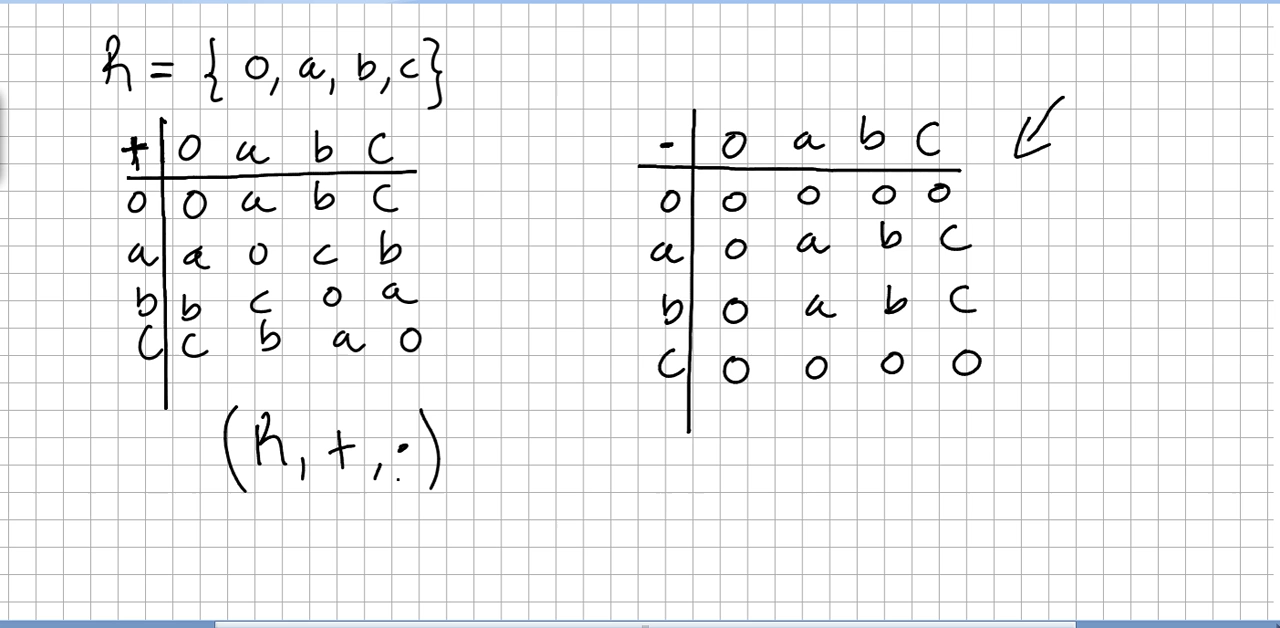 R = { 0, a, b, c}
+ | 0 a b c
0 | 0 a b c
a | a 0 c b
b | b c 0 a
c | c b a 0
(R, +, ·)
· | 0 a b c
0 | 0 0 0 0
a | 0 a b c
b | 0 a b c
c | 0 0 0 0